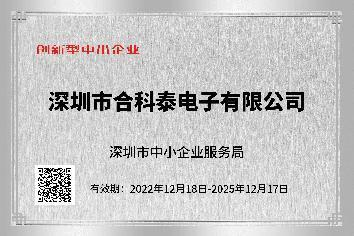 创新型中小企业
深圳市合科泰电子有限公司
深圳市中小企业服务局
有效期：2022年12月18日-2025年12月17日